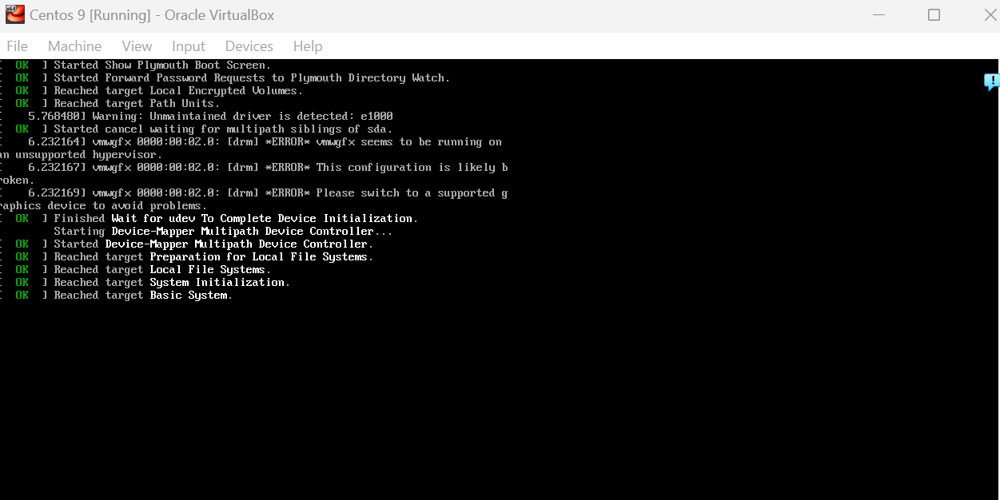 Centos 9 [Running] - Oracle VirtualBox
File Machine View Input Devices Help
[  OK  ] Started Show Plymouth Boot Screen.
[  OK  ] Started Forward Password Requests to Plymouth Directory Watch.
[  OK  ] Reached target Local Encrypted Volumes.
[  OK  ] Reached target Path Units.
[    5.768480] Warning: Unmaintained driver is detected: e1000
[  OK  ] Started cancel waiting for multipath siblings of sda.
[    6.232164] vmwgfx 0000:00:02.0: [drm] *ERROR* vmwgfx seems to be running on
an unsupported hypervisor.
[    6.232167] vmwgfx 0000:00:02.0: [drm] *ERROR* This configuration is likely b
roken.
[    6.232169] vmwgfx 0000:00:02.0: [drm] *ERROR* Please switch to a supported g
raphics device to avoid problems.
[  OK  ] Finished Wait for udev To Complete Device Initialization.
Starting Device-Mapper Multipath Device Controller...
[  OK  ] Started Device-Mapper Multipath Device Controller.
[  OK  ] Reached target Preparation for Local File Systems.
[  OK  ] Reached target Local File Systems.
[  OK  ] Reached target System Initialization.
[  OK  ] Reached target Basic System.